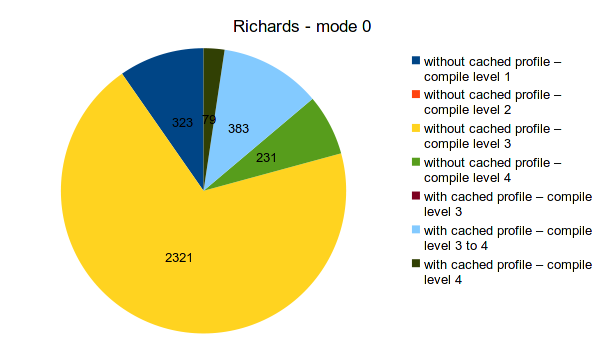 Richards - mode 0
without cached profile –
compile level 1
without cached profile –
compile level 2
without cached profile –
compile level 3
without cached profile –
compile level 4
with cached profile – compile
level 3
with cached profile – compile
level 3 to 4
with cached profile – compile
level 4
323
79
383
231
2321